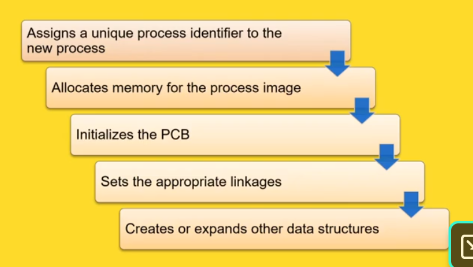 Assigns a unique process identifier to the
new process
Allocates memory for the process image
Initializes the PCB
Sets the appropriate linkages
Creates or expands other data structures